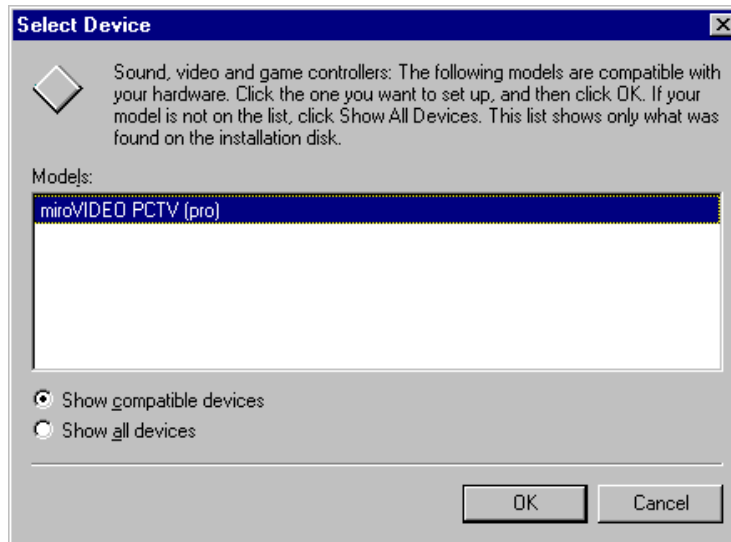 Select Device
Sound, video and game controllers: The following models are compatible with
your hardware. Click the one you want to set up, and then click OK. If your
model is not on the list, click Show All Devices. This list shows only what was
found on the installation disk.
Models:
miroVIDEO PCTV (pro)
Show compatible devices
Show all devices
OK Cancel